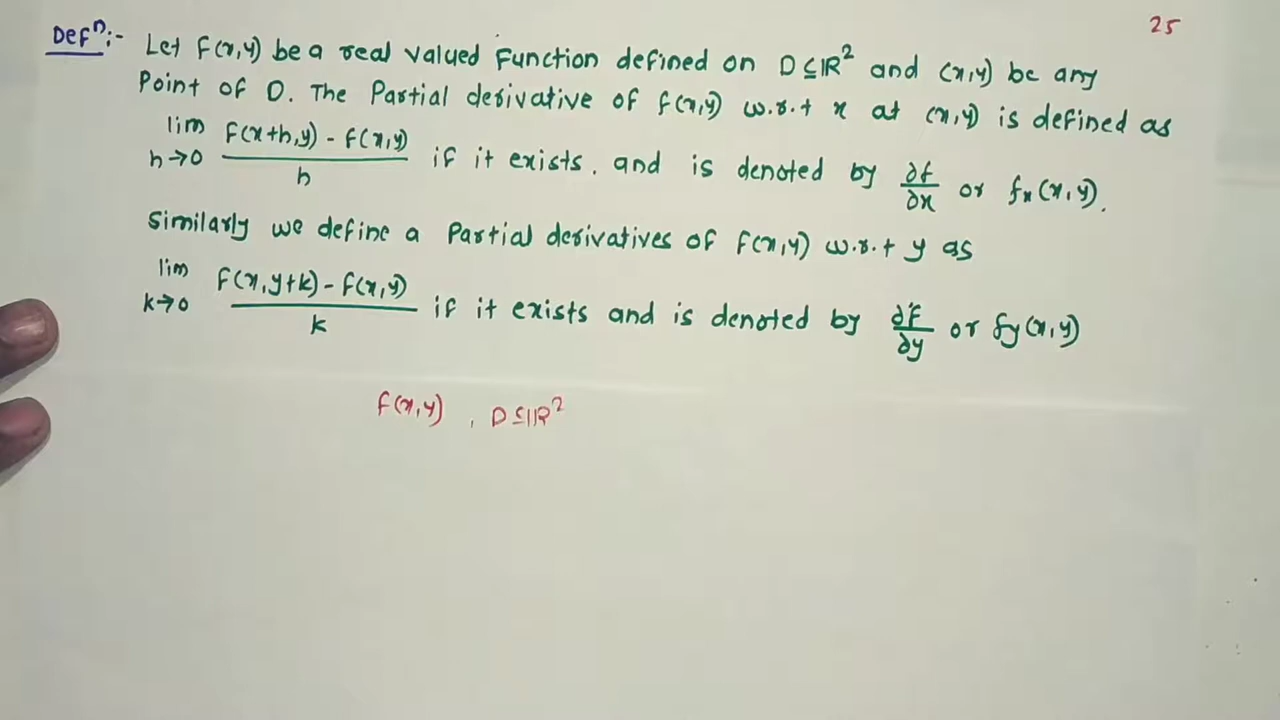 25
Defⁿ:- Let f(x,y) be a real valued Function defined on D⊆ℝ² and (x,y) be any
Point of D. The Partial derivative of f(x,y) w.r.t x at (x,y) is defined as
lim h→0 (f(x+h,y) - f(x,y))/h if it exists. and is denoted by ∂f/∂x or fₓ(x,y).
Similarly we define a Partial derivatives of f(x,y) w.r.t y as
lim k→0 (f(x,y+k) - f(x,y))/k if it exists and is denoted by ∂f/∂y or fy(x,y)
f(x,y) , D⊆ℝ²